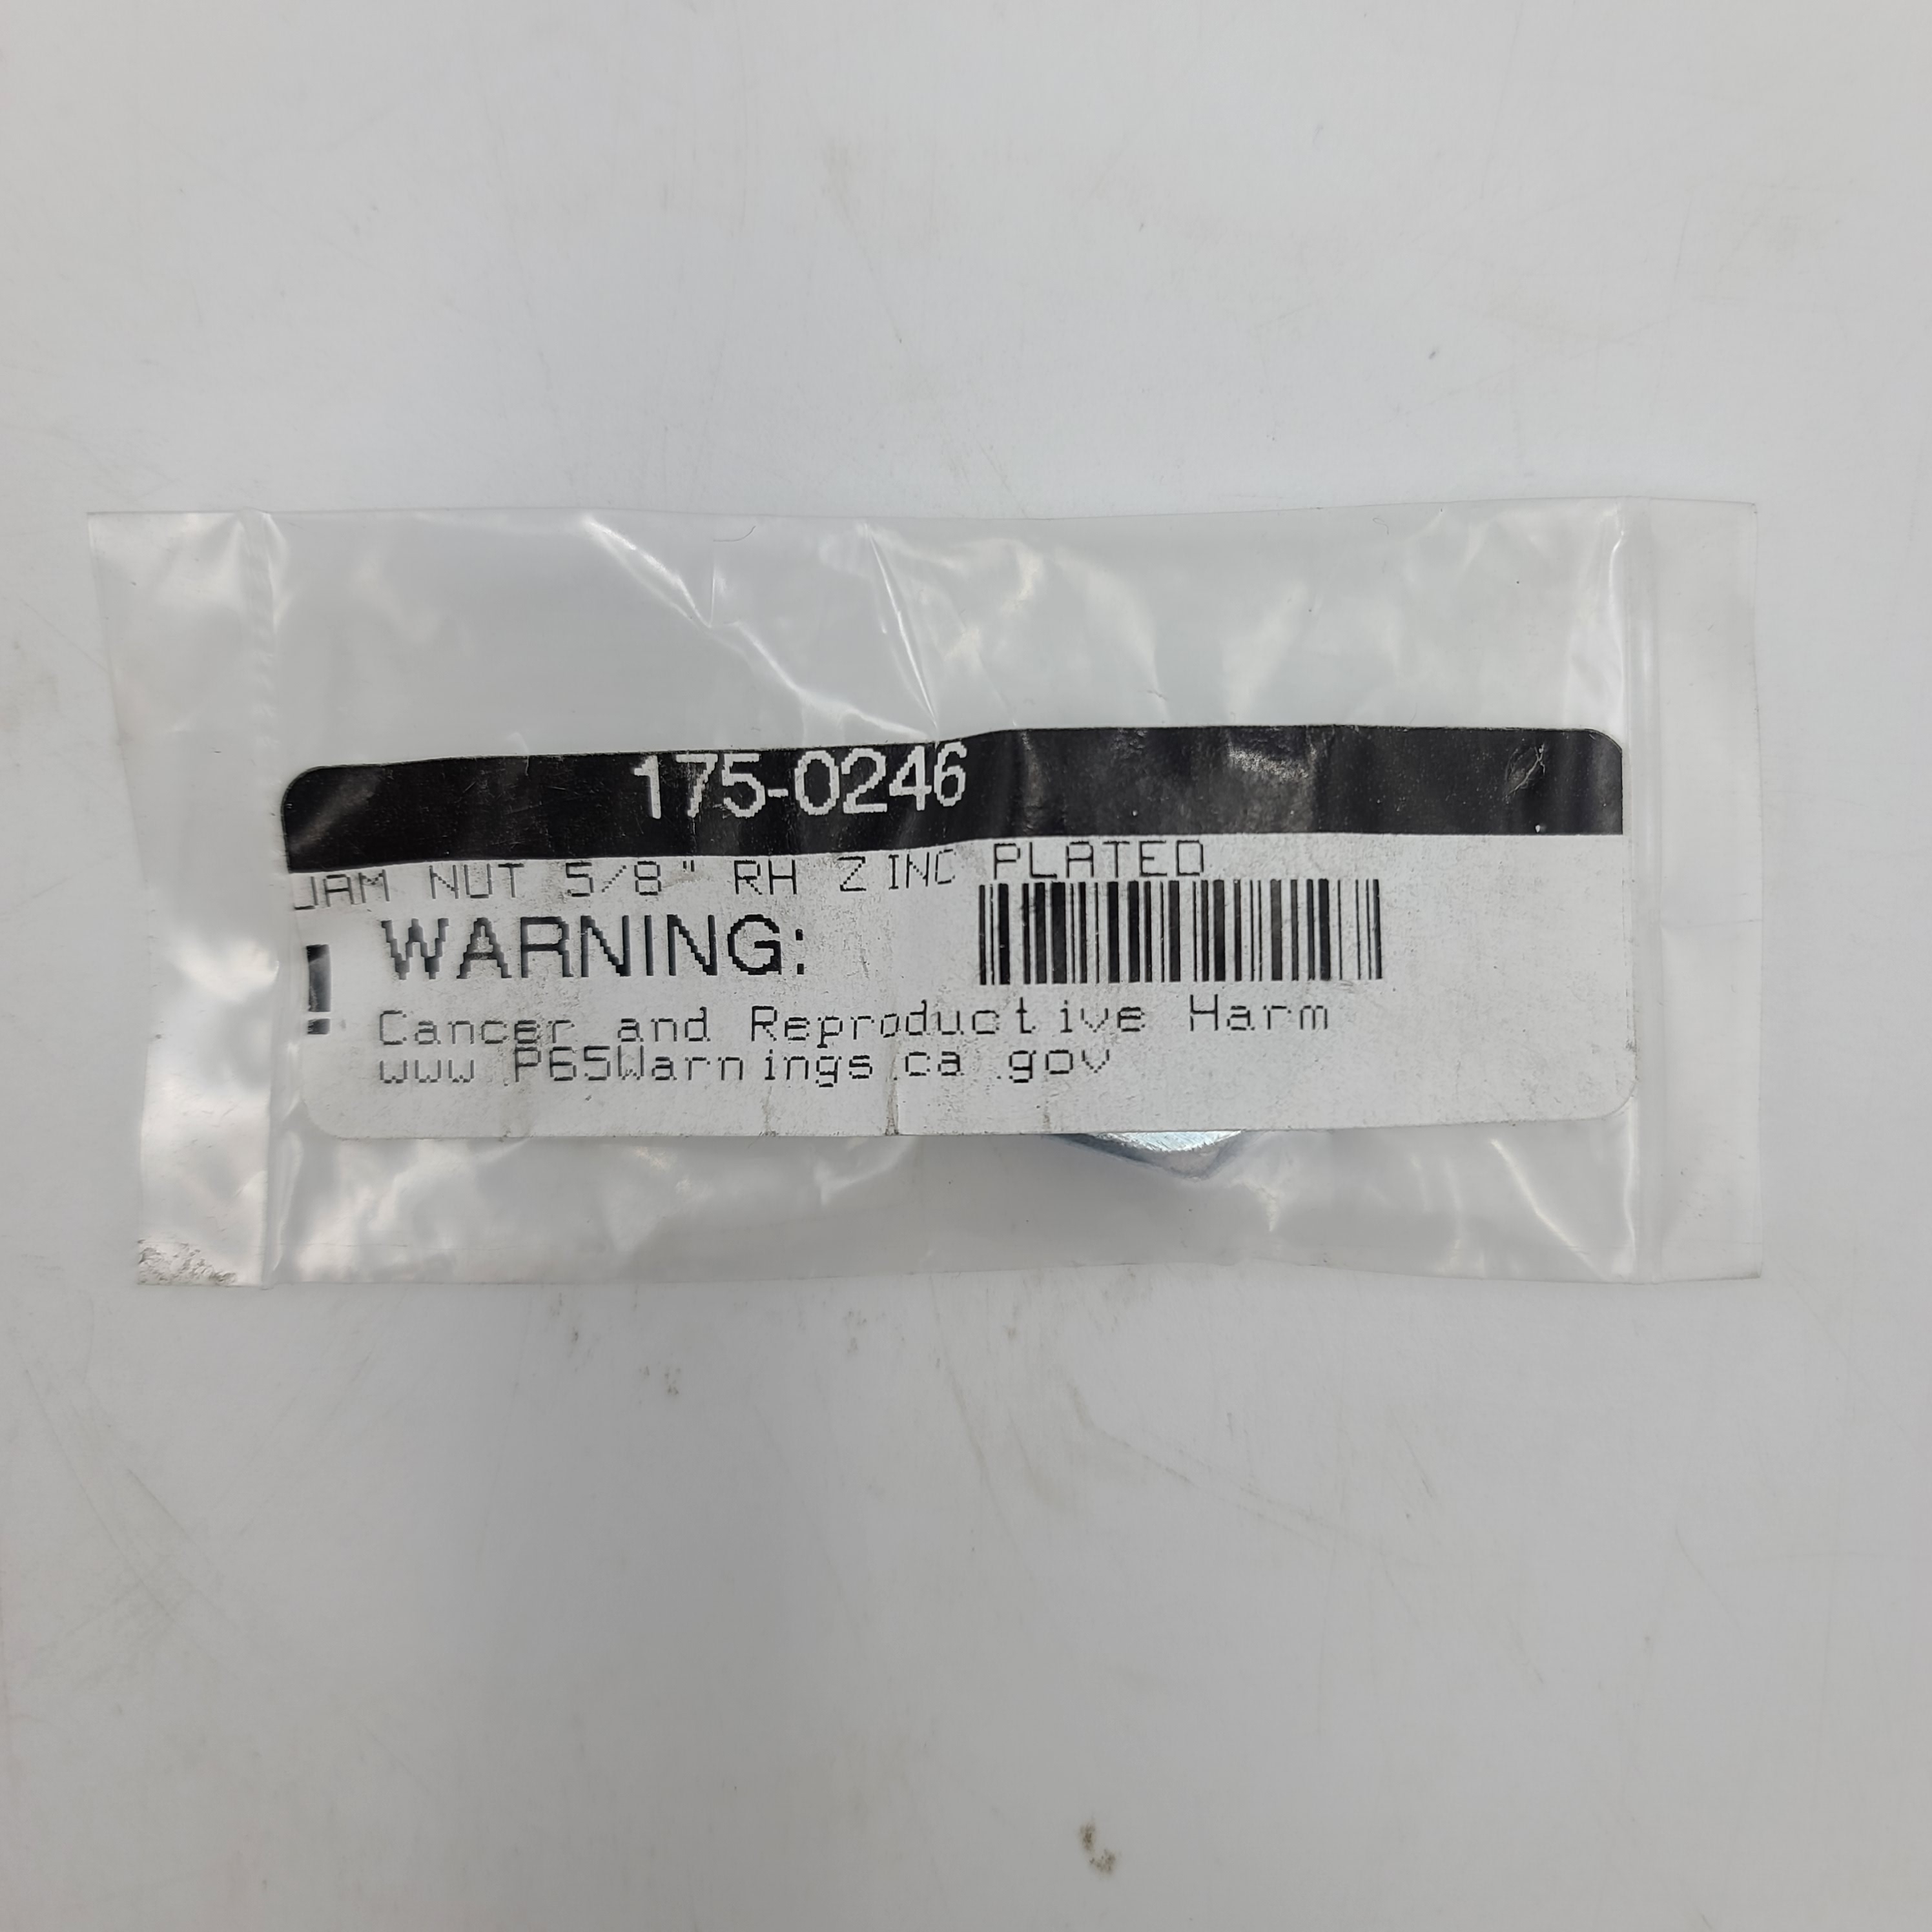 175-0246
JAM NUT 5/8" RH ZINC PLATED
! WARNING:
Cancer and Reproductive Harm
www.P65Warnings.ca.gov